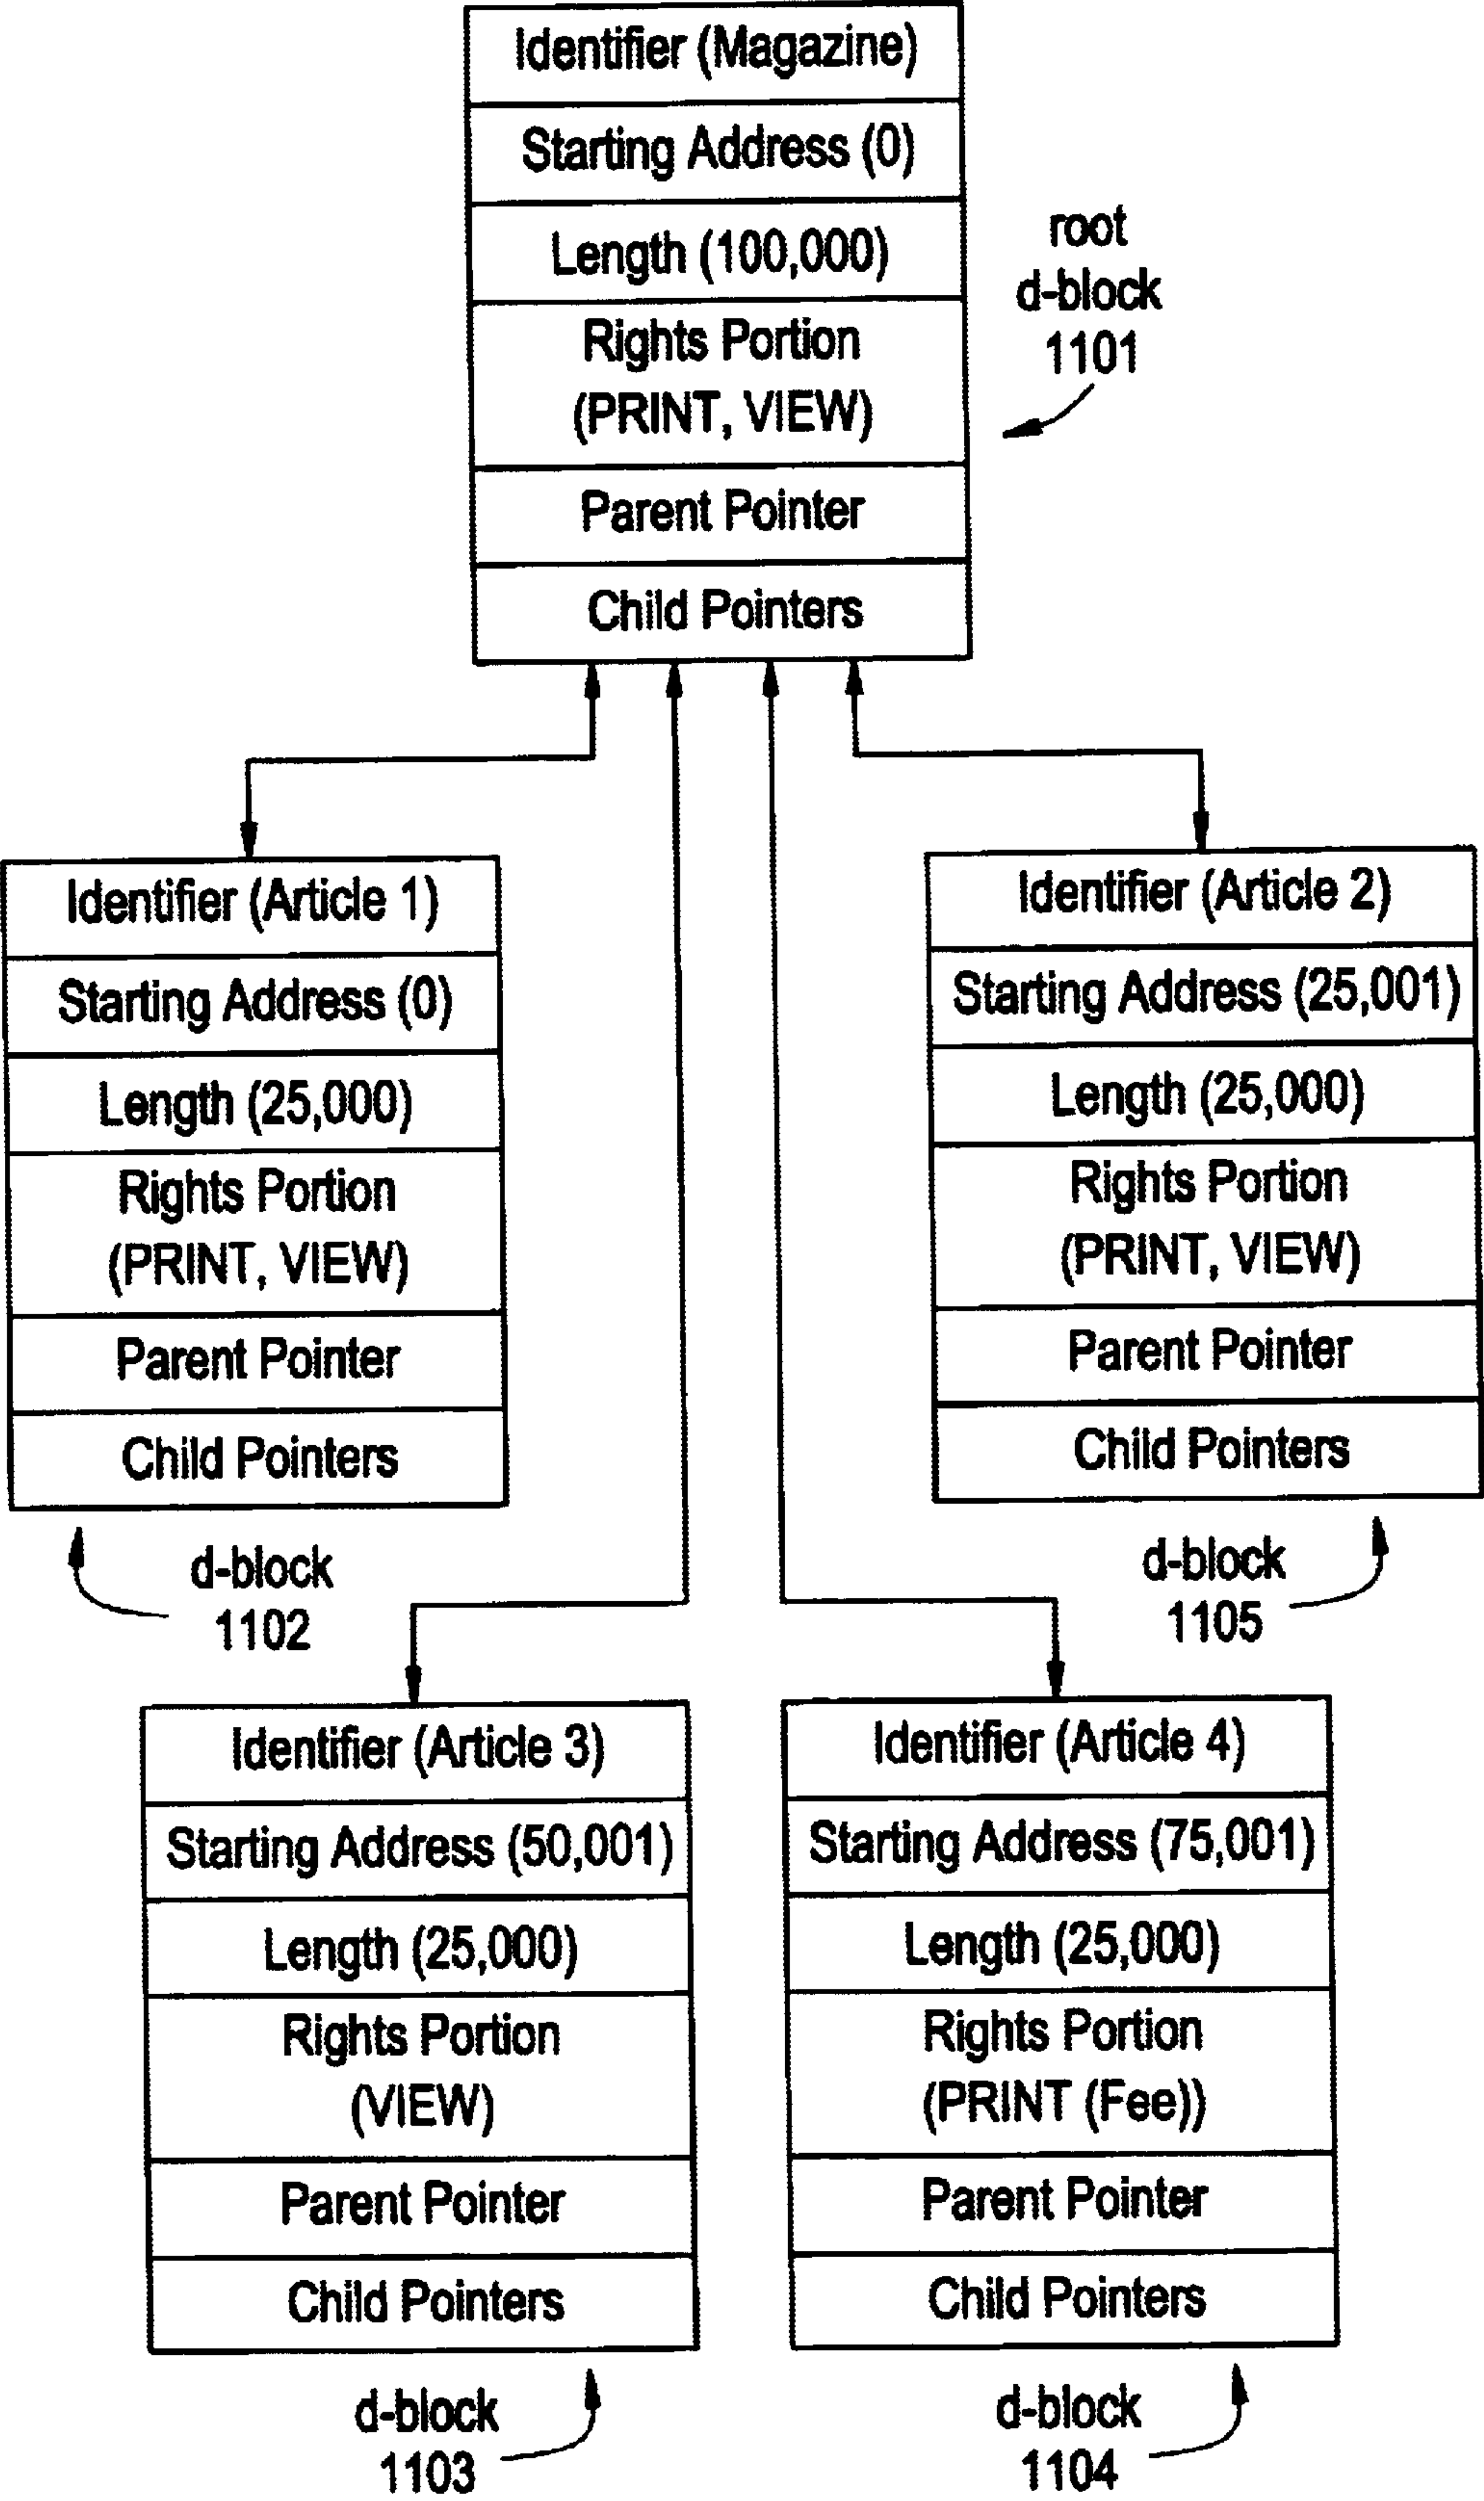 Identifier (Magazine)
Starting Address (0)
Length (100,000)
Rights Portion
(PRINT, VIEW)
Parent Pointer
Child Pointers
root
d-block
1101
Identifier (Article 1)
Starting Address (0)
Length (25,000)
Rights Portion
(PRINT, VIEW)
Parent Pointer
Child Pointers
d-block
1102
Identifier (Article 2)
Starting Address (25,001)
Length (25,000)
Rights Portion
(PRINT, VIEW)
Parent Pointer
Child Pointers
d-block
1105
Identifier (Article 3)
Starting Address (50,001)
Length (25,000)
Rights Portion
(VIEW)
Parent Pointer
Child Pointers
d-block
1103
Identifier (Article 4)
Starting Address (75,001)
Length (25,000)
Rights Portion
(PRINT (Fee))
Parent Pointer
Child Pointers
d-block
1104